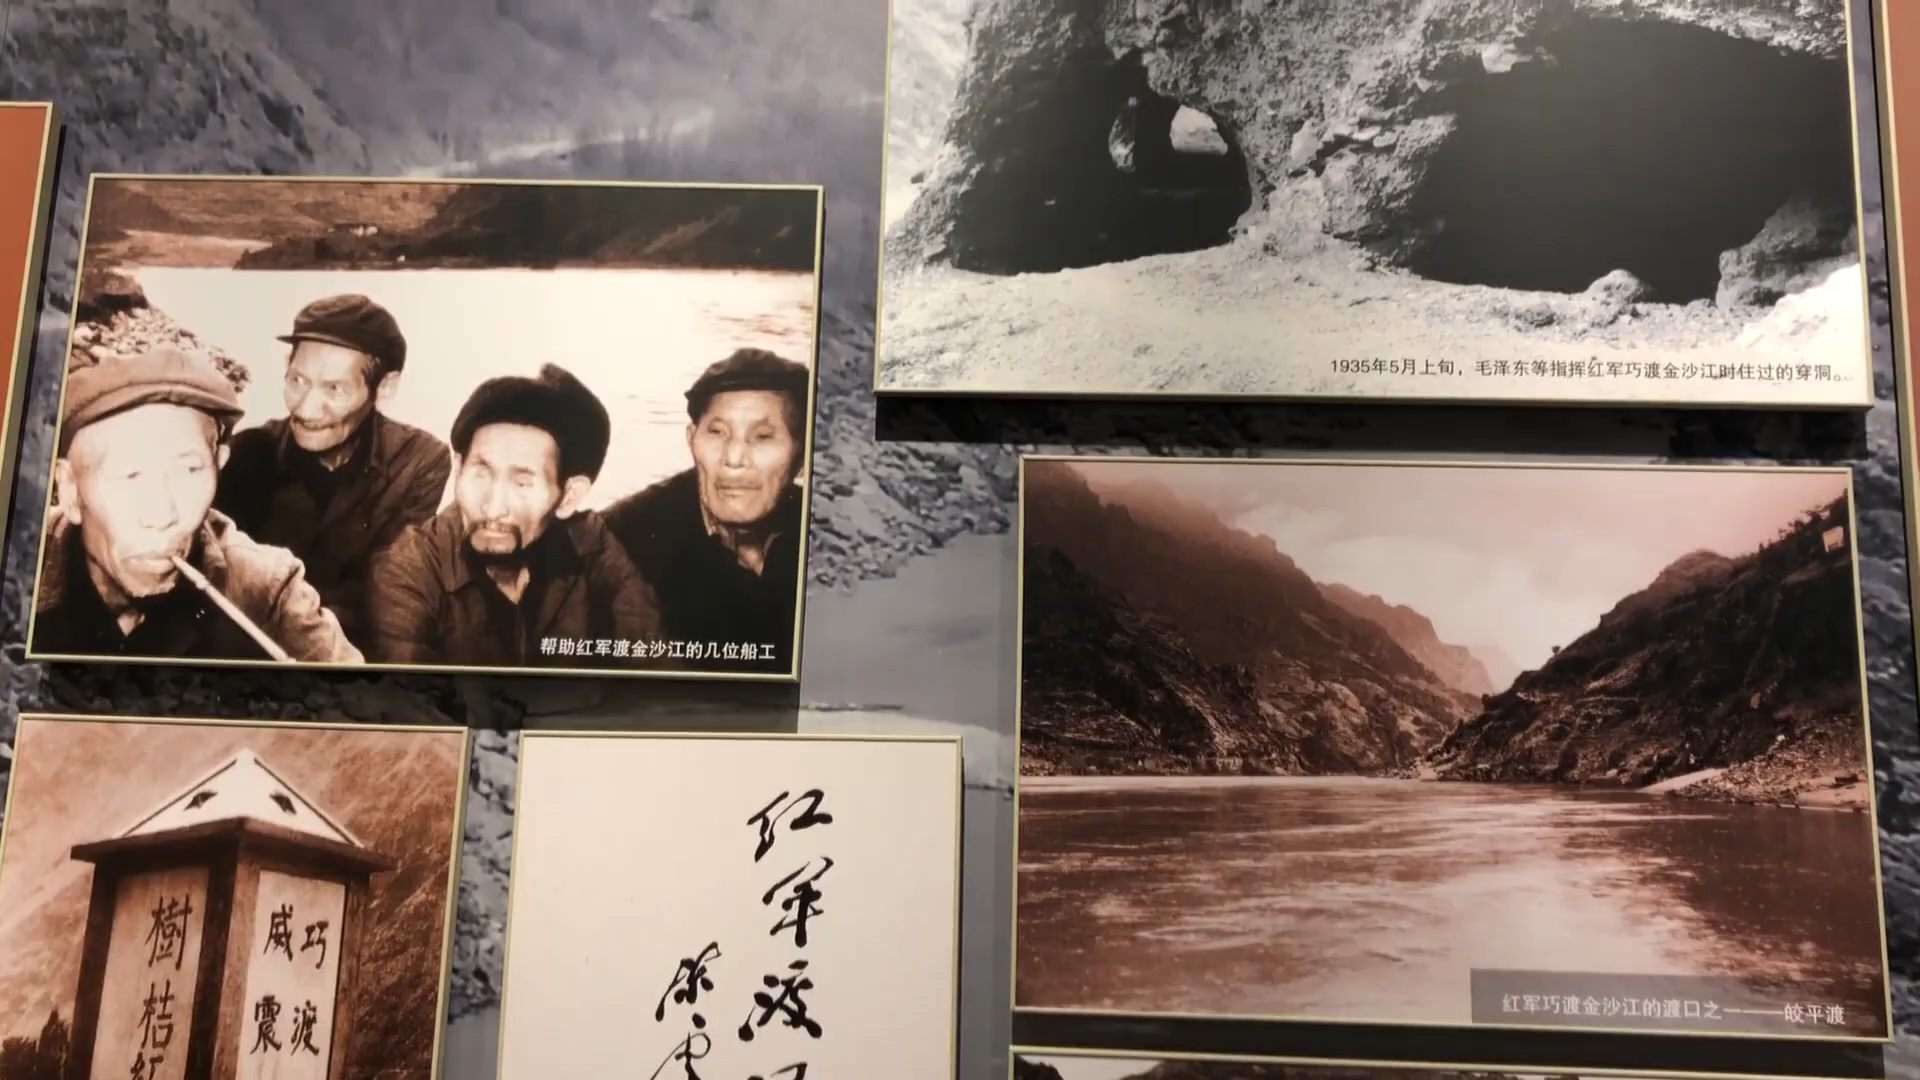 1935年5月上旬，毛泽东等指挥红军巧渡金沙江时住过的穿洞。
帮助红军渡金沙江的几位船工
红军巧渡金沙江的渡口之一——皎平渡
巧渡
威震
樹桔红
红军渡
陈云